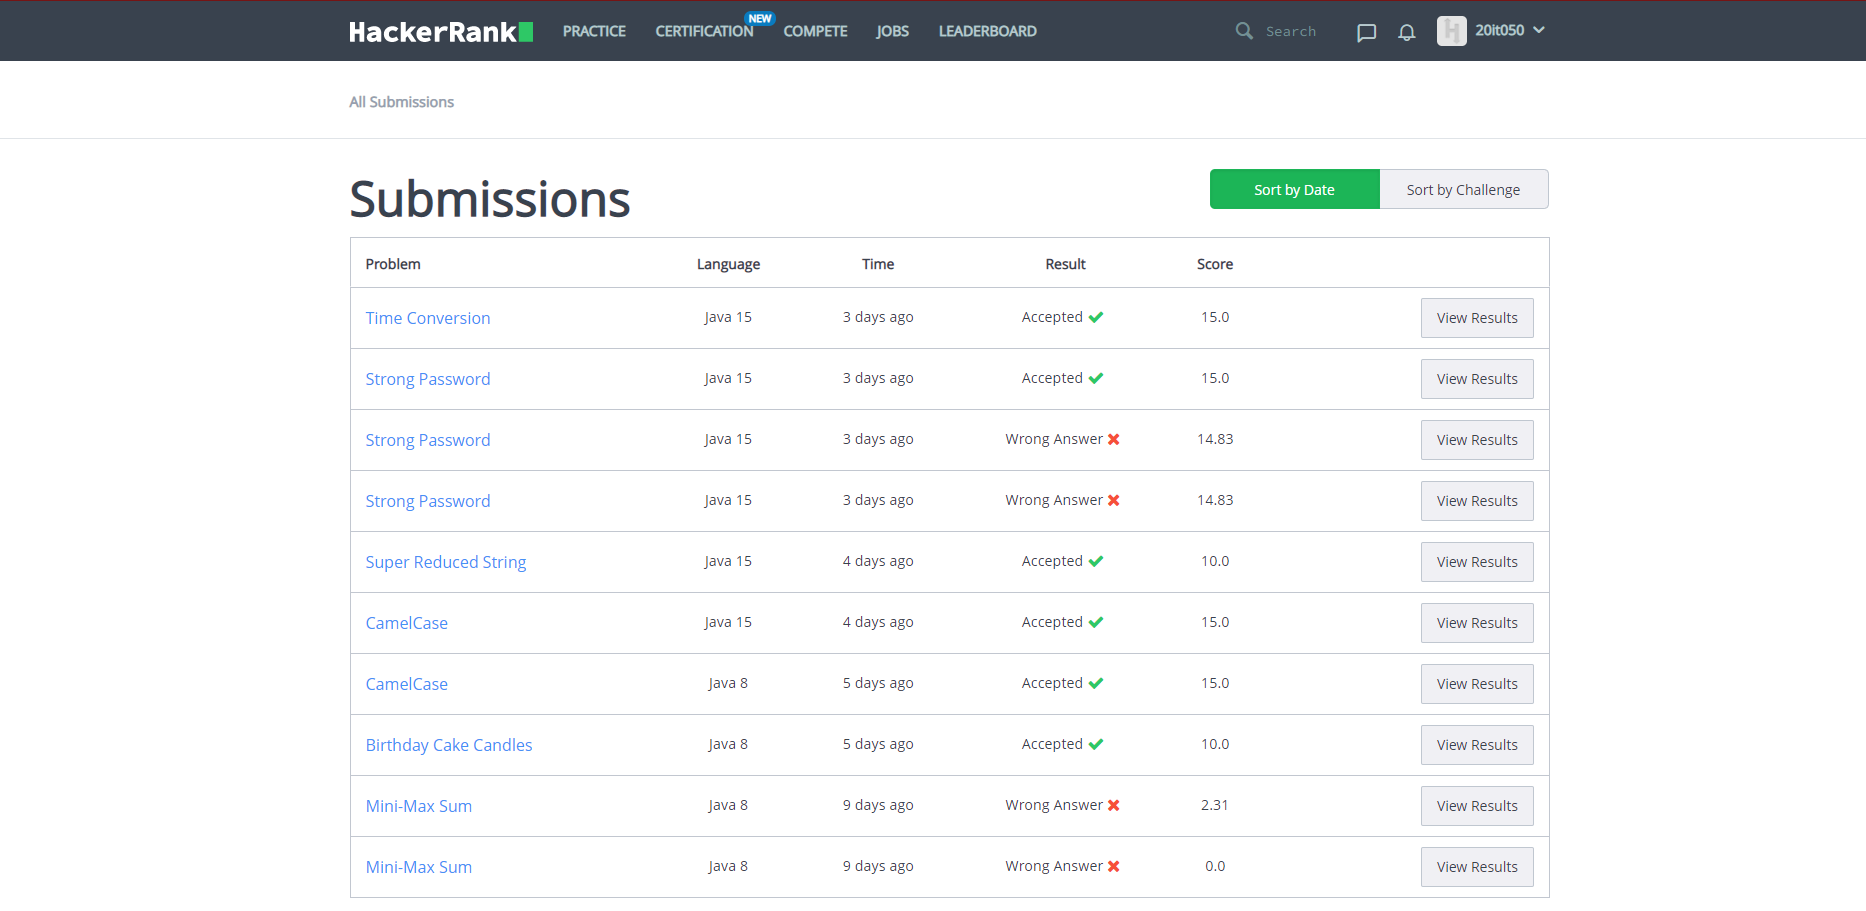 HackerRank PRACTICE CERTIFICATION NEW COMPETE JOBS LEADERBOARD Search 20it050
All Submissions
Submissions Sort by Date Sort by Challenge
Problem Language Time Result Score
Time Conversion Java 15 3 days ago Accepted 15.0 View Results
Strong Password Java 15 3 days ago Accepted 15.0 View Results
Strong Password Java 15 3 days ago Wrong Answer 14.83 View Results
Strong Password Java 15 3 days ago Wrong Answer 14.83 View Results
Super Reduced String Java 15 4 days ago Accepted 10.0 View Results
CamelCase Java 15 4 days ago Accepted 15.0 View Results
CamelCase Java 8 5 days ago Accepted 15.0 View Results
Birthday Cake Candles Java 8 5 days ago Accepted 10.0 View Results
Mini-Max Sum Java 8 9 days ago Wrong Answer 2.31 View Results
Mini-Max Sum Java 8 9 days ago Wrong Answer 0.0 View Results